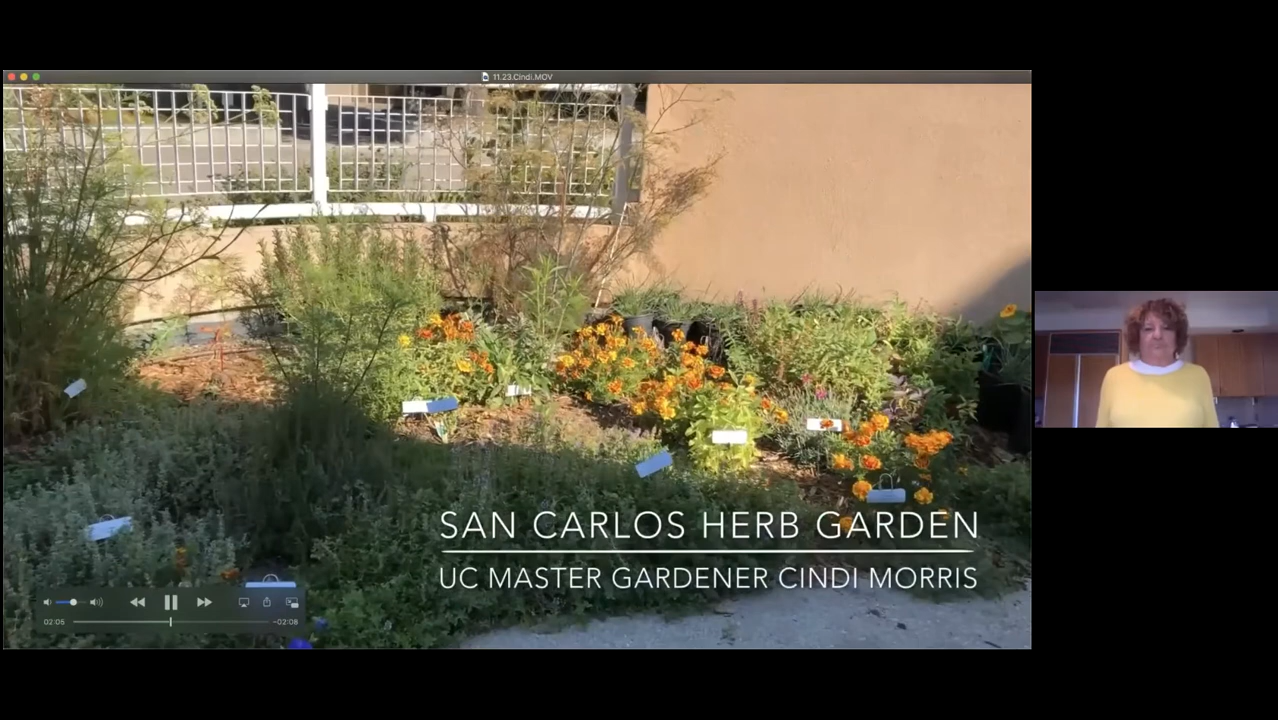 11.23.Cindi.MOV
SAN CARLOS HERB GARDEN
UC MASTER GARDENER CINDI MORRIS
02:05
-02:08